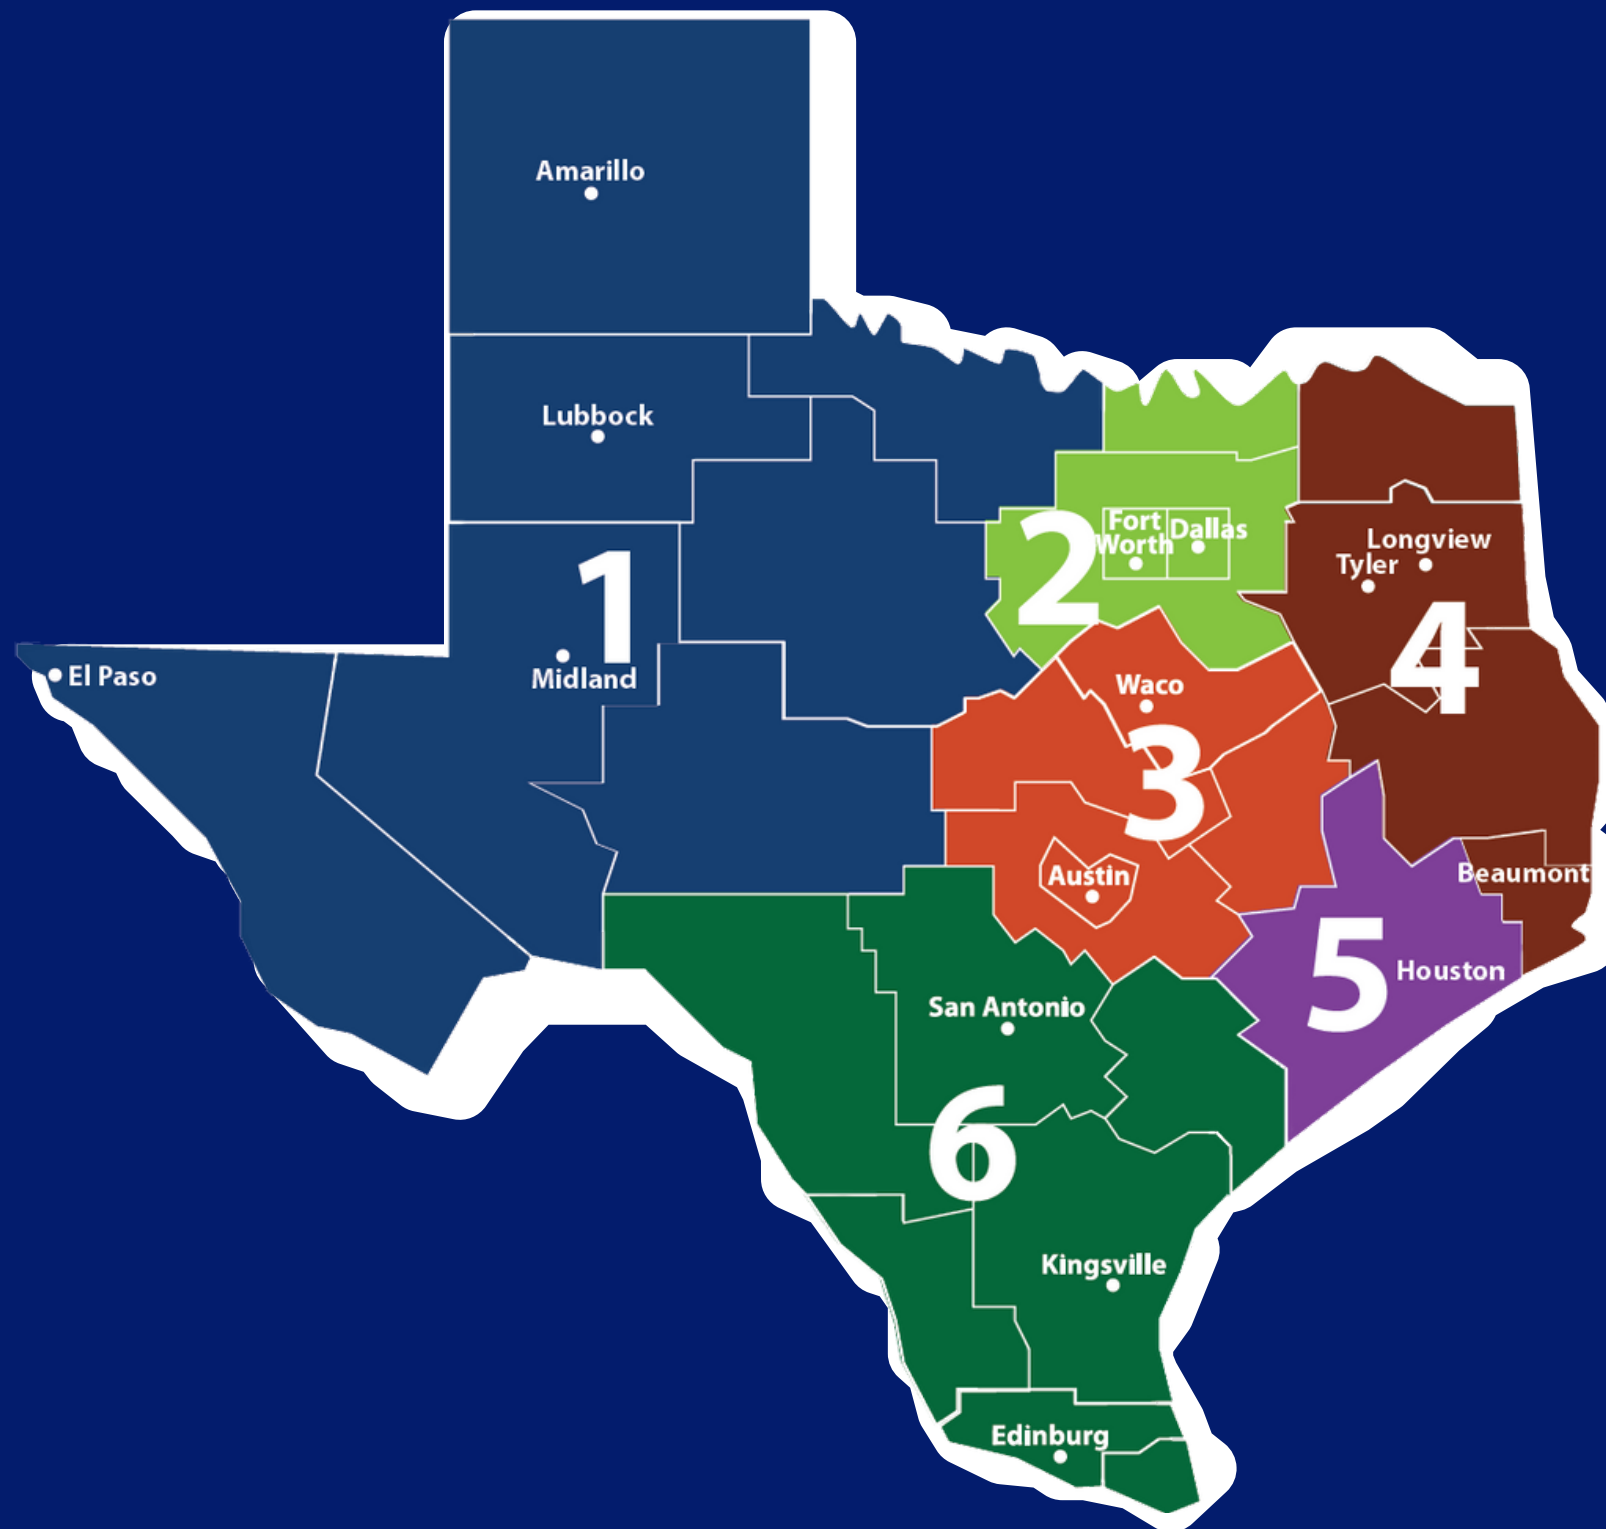 Amarillo
Lubbock
1
Midland
El Paso
2
Fort
Worth
Dallas
Longview
Tyler
4
Waco
3
Austin
Beaumont
5
Houston
San Antonio
6
Kingsville
Edinburg